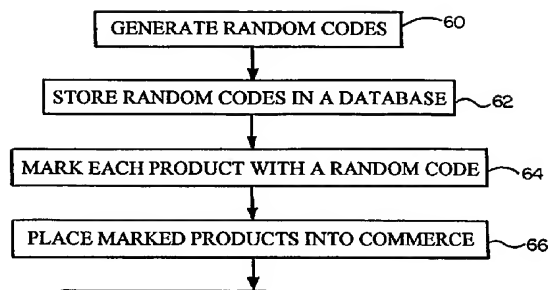 GENERATE RANDOM CODES 60
STORE RANDOM CODES IN A DATABASE 62
MARK EACH PRODUCT WITH A RANDOM CODE 64
PLACE MARKED PRODUCTS INTO COMMERCE 66